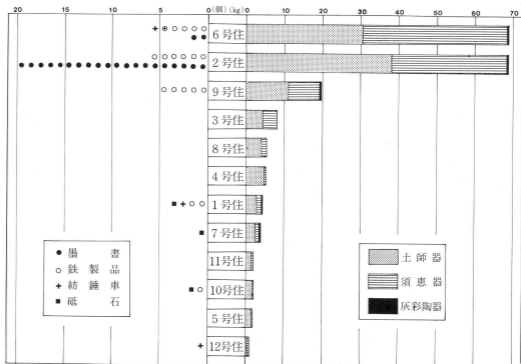 20 15 10 5 0 (個) (kg) 0 10 20 30 40 50 60 70
6号住
2号住
9号住
3号住
8号住
4号住
1号住
7号住
11号住
10号住
5号住
12号住
● 墨書
○ 鉄製品
+ 紡錘車
■ 砥石
土師器
須恵器
灰彩陶器